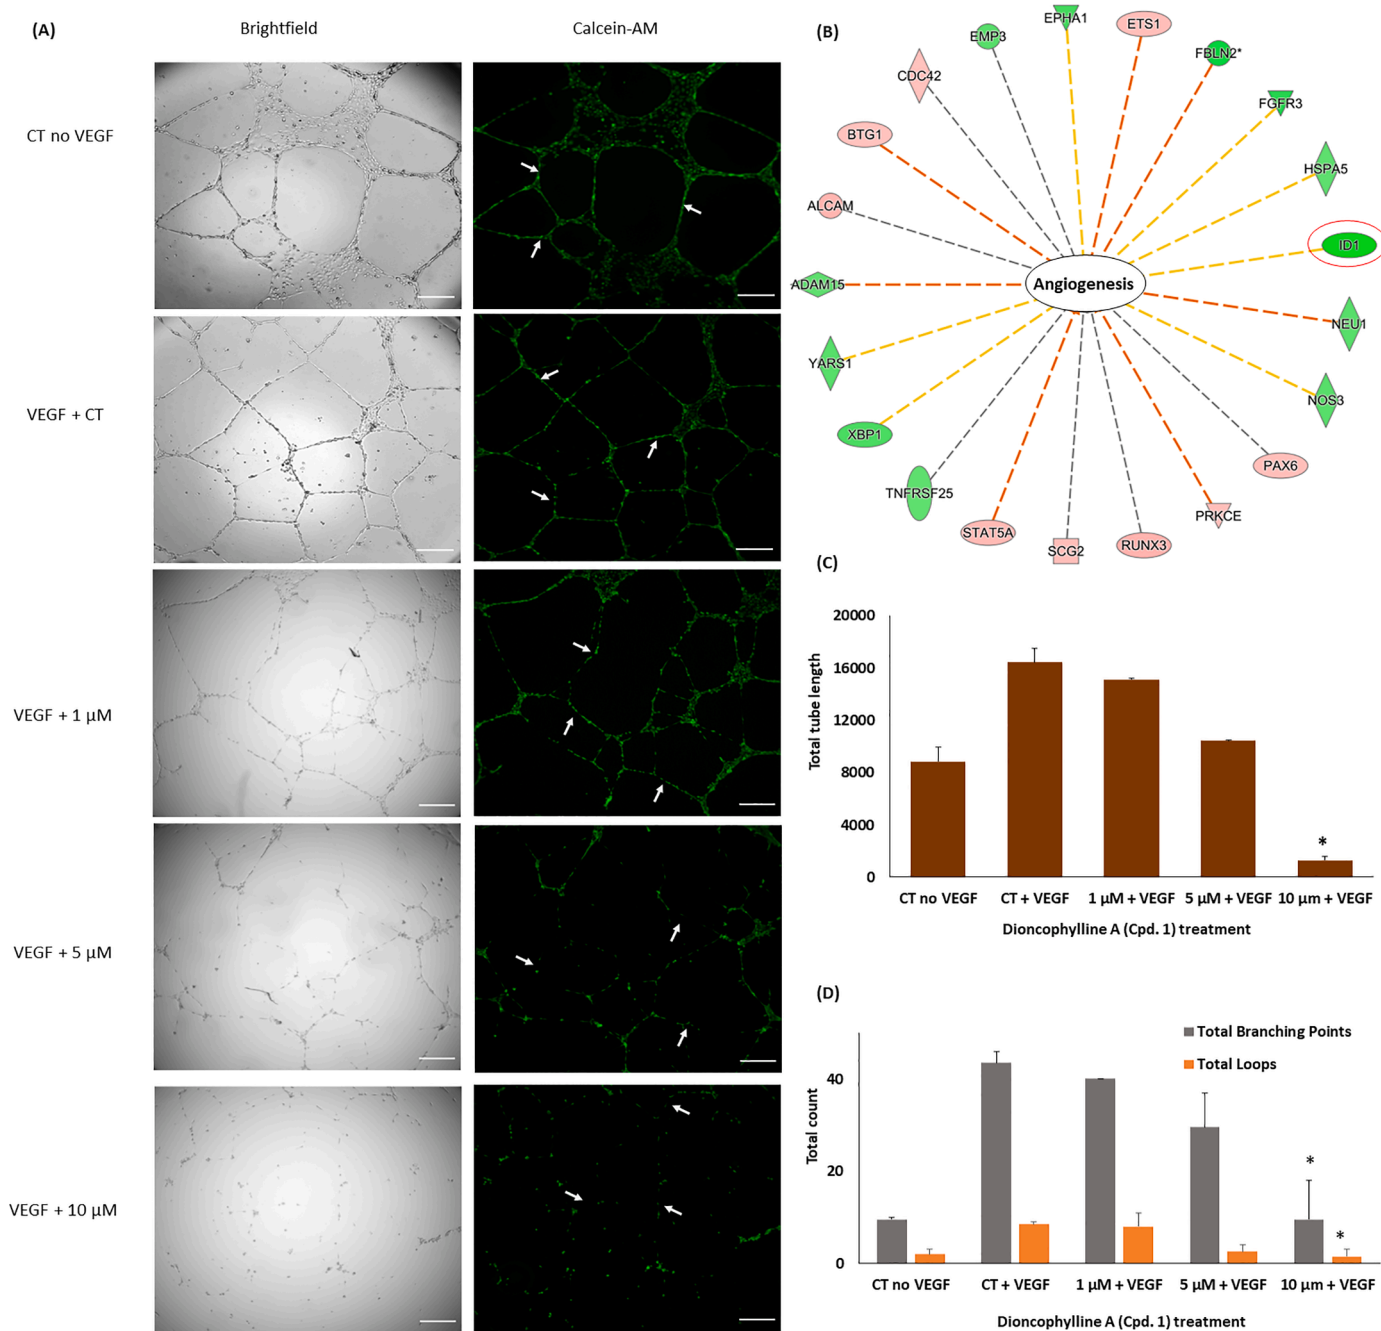 (A)
Brightfield
Calcein-AM
CT no VEGF
VEGF + CT
VEGF + 1 µM
VEGF + 5 µM
VEGF + 10 µM
(B)
EPHA1
ETS1
EMP3
FBLN2*
CDC42
FGFR3
BTG1
HSPA5
ALCAM
ID1
Angiogenesis
ADAM15
NEU1
YARS1
NOS3
XBP1
PAX6
TNFRSF25
PRKCE
STAT5A
SCG2
RUNX3
(C)
20000
16000
12000
8000
4000
0
Total tube length
*
CT no VEGF
CT + VEGF
1 µM + VEGF
5 µM + VEGF
10 µm + VEGF
Dioncophylline A (Cpd. 1) treatment
(D)
Total Branching Points
Total Loops
40
20
0
Total count
*
*
CT no VEGF
CT + VEGF
1 µM + VEGF
5 µM + VEGF
10 µm + VEGF
Dioncophylline A (Cpd. 1) treatment